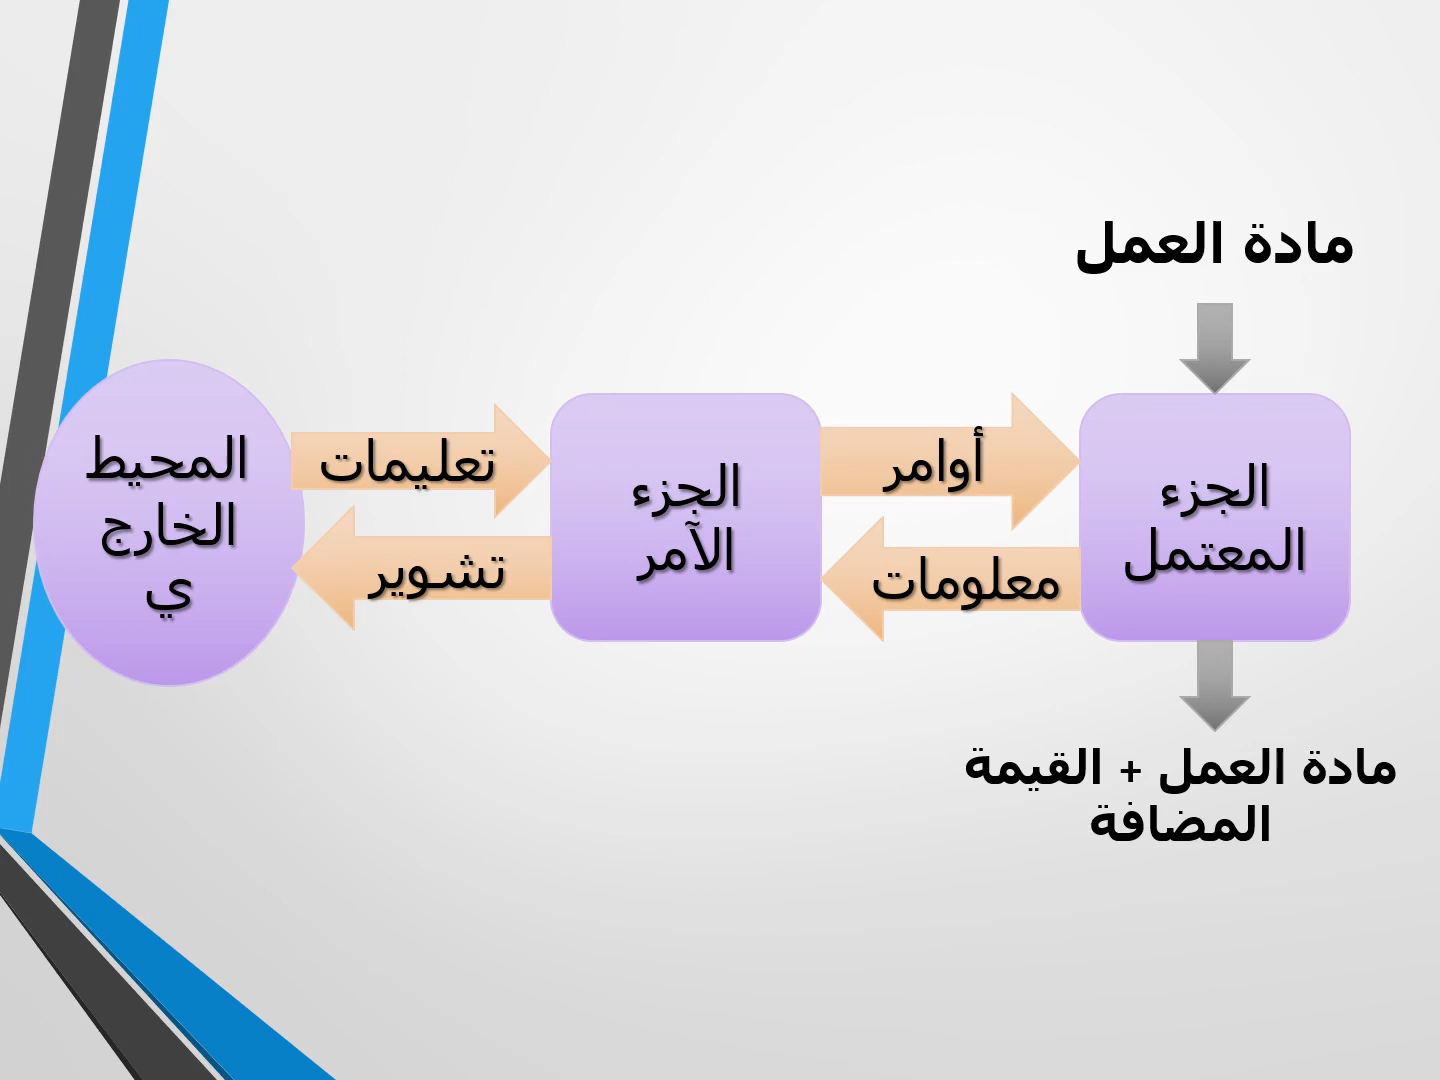 مادة العمل
المحيط
الخارج
ي
تعليمات
تشوير
الجزء
الآمر
أوامر
معلومات
الجزء
المعتمل
مادة العمل + القيمة
المضافة